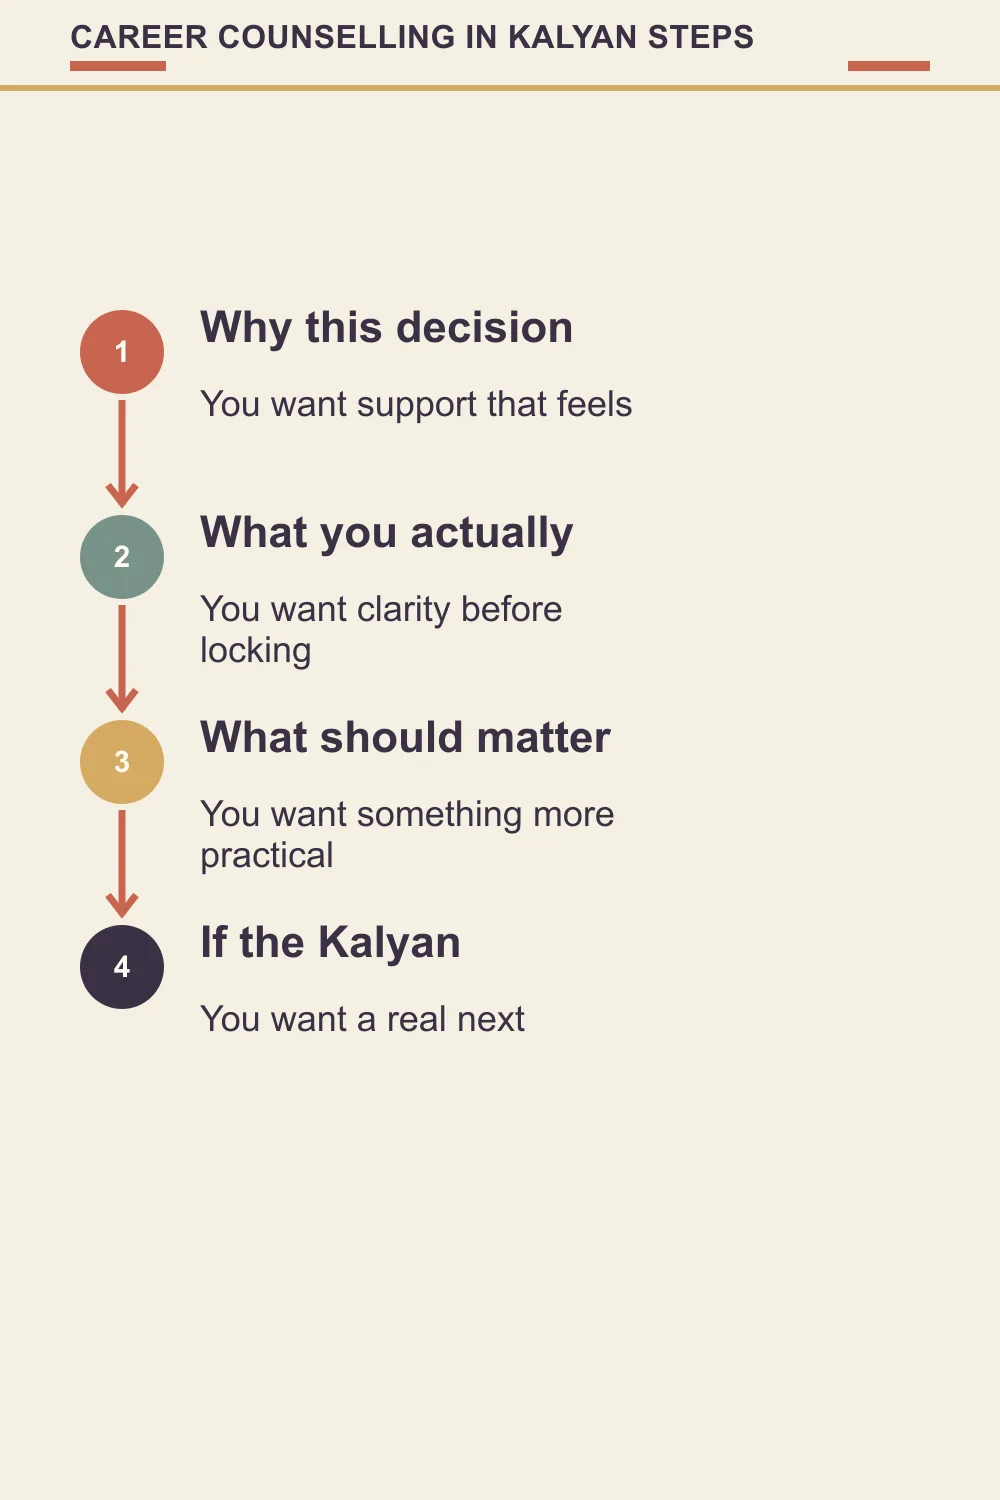 CAREER COUNSELLING IN KALYAN STEPS
1
Why this decision
You want support that feels
2
What you actually
You want clarity before
locking
3
What should matter
You want something more
practical
4
If the Kalyan
You want a real next